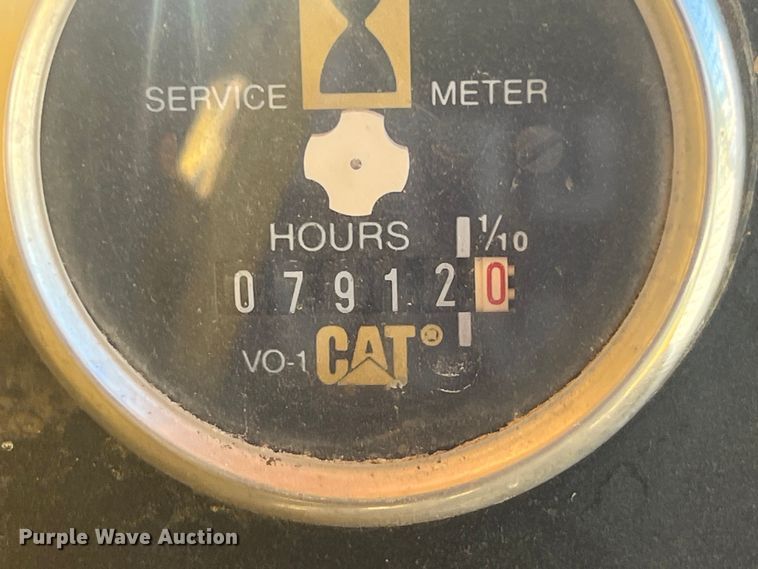 SERVICE METER
HOURS 1/10
079120
VO-1 CAT
Purple Wave Auction